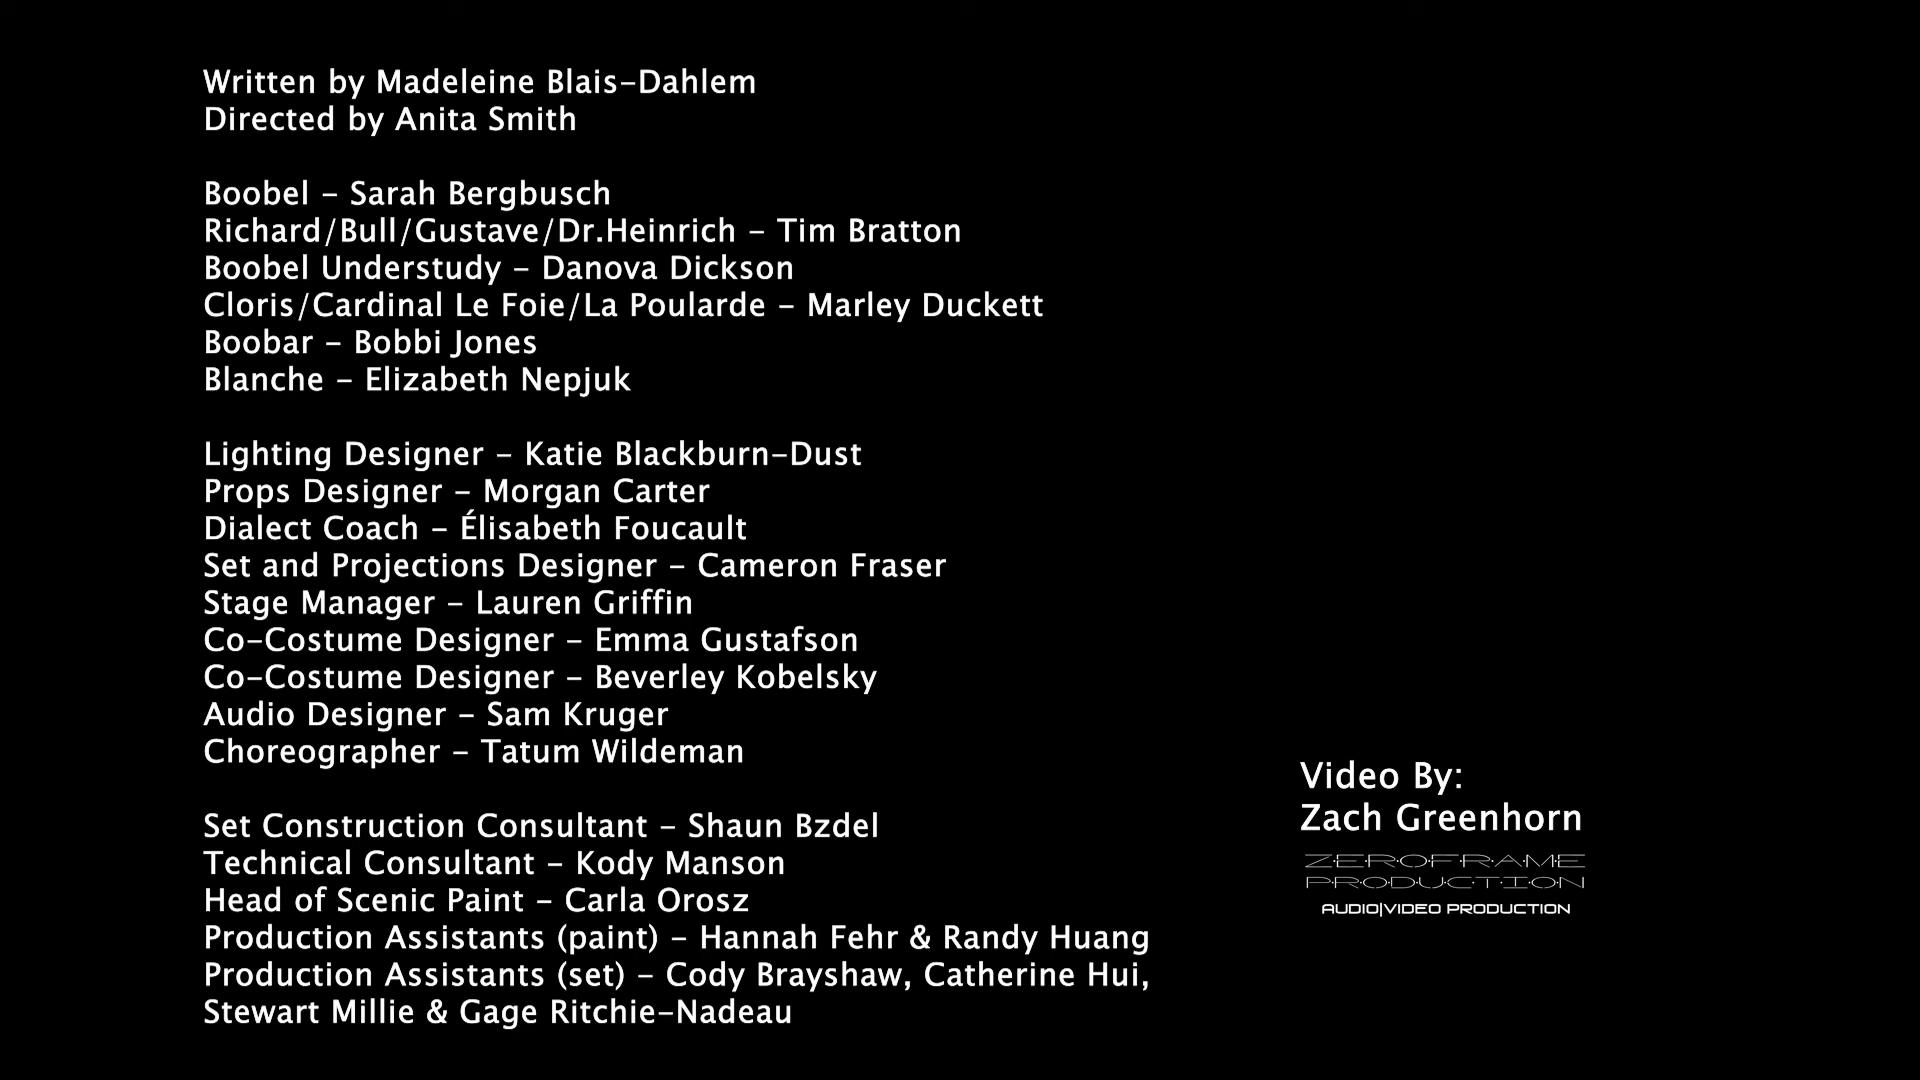 Written by Madeleine Blais-Dahlem
Directed by Anita Smith
Boobel - Sarah Bergbusch
Richard/Bull/Gustave/Dr.Heinrich - Tim Bratton
Boobel Understudy - Danova Dickson
Cloris/Cardinal Le Foie/La Poularde - Marley Duckett
Boobar - Bobbi Jones
Blanche - Elizabeth Nepjuk
Lighting Designer - Katie Blackburn-Dust
Props Designer - Morgan Carter
Dialect Coach - Élisabeth Foucault
Set and Projections Designer - Cameron Fraser
Stage Manager - Lauren Griffin
Co-Costume Designer - Emma Gustafson
Co-Costume Designer - Beverley Kobelsky
Audio Designer - Sam Kruger
Choreographer - Tatum Wildeman
Set Construction Consultant - Shaun Bzdel
Technical Consultant - Kody Manson
Head of Scenic Paint - Carla Orosz
Production Assistants (paint) - Hannah Fehr & Randy Huang
Production Assistants (set) - Cody Brayshaw, Catherine Hui,
Stewart Millie & Gage Ritchie-Nadeau
Video By:
Zach Greenhorn
ZEROFRAME
PRODUCTION
AUDIO|VIDEO PRODUCTION